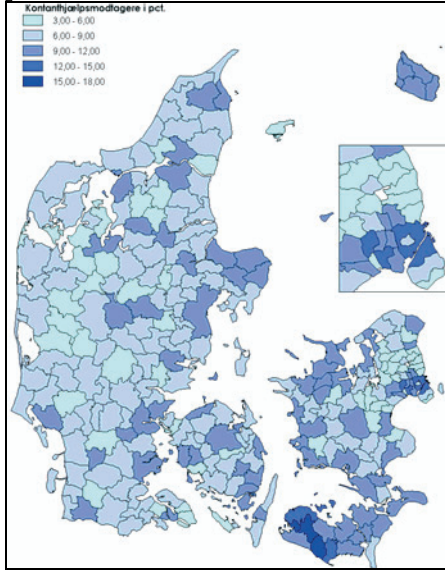 Kontanthjælpsmodtagere i pct.
3,00 - 6,00
6,00 - 9,00
9,00 - 12,00
12,00 - 15,00
15,00 - 18,00